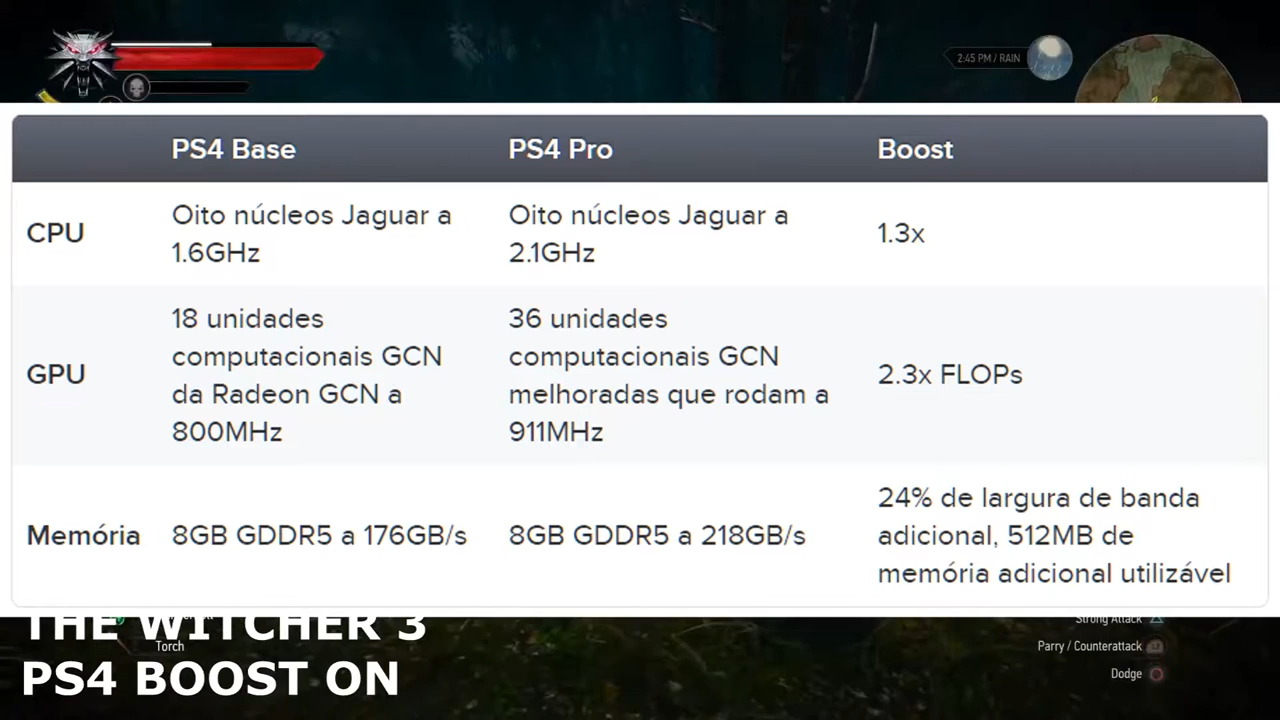 2:45 PM / RAIN
PS4 Base PS4 Pro Boost
CPU
Oito núcleos Jaguar a
1.6GHz
Oito núcleos Jaguar a
2.1GHz
1.3x
GPU
18 unidades
computacionais GCN
da Radeon GCN a
800MHz
36 unidades
computacionais GCN
melhoradas que rodam a
911MHz
2.3x FLOPs
Memória
8GB GDDR5 a 176GB/s
8GB GDDR5 a 218GB/s
24% de largura de banda
adicional, 512MB de
memória adicional utilizável
THE WITCHER 3
Torch
PS4 BOOST ON
Strong Attack
Parry / Counterattack
Dodge